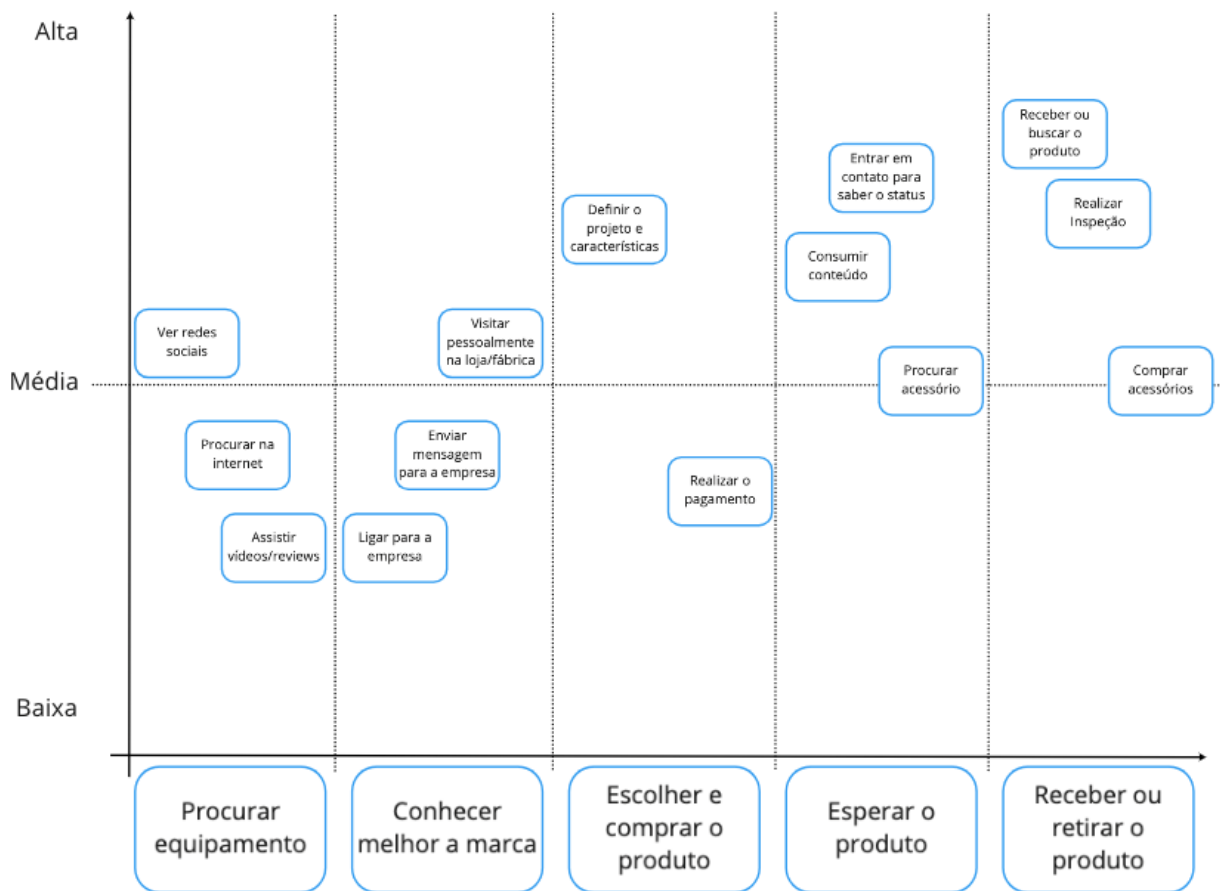 Alta
Receber ou
buscar o
produto
Entrar em
contato para
saber o status
Realizar
Inspeção
Definir o
projeto e
características
Consumir
conteúdo
Ver redes
sociais
Visitar
pessoalmente
na loja/fábrica
Média
Procurar
acessório
Comprar
acessórios
Procurar na
internet
Enviar
mensagem
para a empresa
Realizar o
pagamento
Assistir
vídeos/reviews
Ligar para a
empresa
Baixa
Procurar
equipamento
Conhecer
melhor a marca
Escolher e
comprar o
produto
Esperar o
produto
Receber ou
retirar o
produto